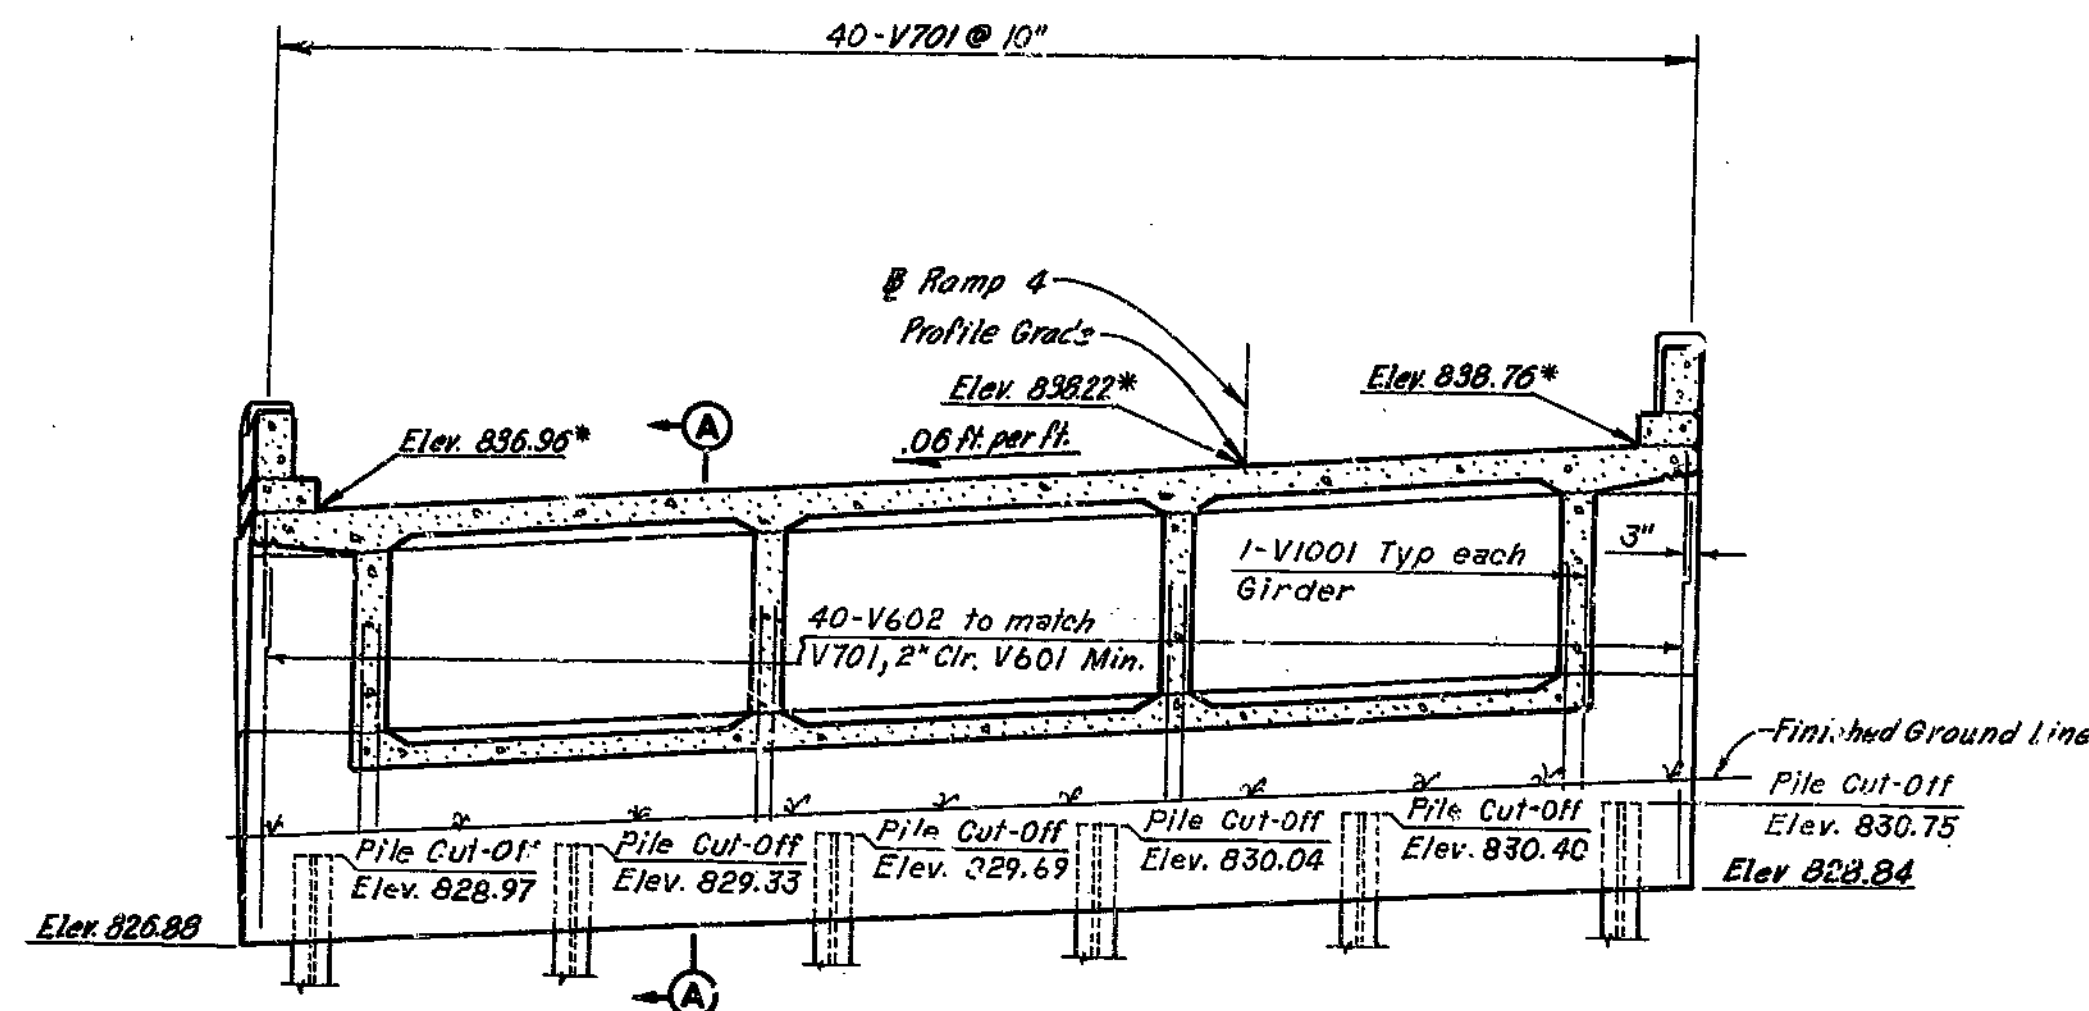 40-V701 @ 10"
Ramp 4
Profile Grade
Elev. 838.22*
Elev. 838.76*
A
Elev. 836.96*
.06 ft. per ft.
1-V1001 Typ each
Girder
3"
40-V602 to match
V701, 2" Clr. V601 Min.
Finished Ground Line
Pile Cut-Off
Elev. 828.97
Pile Cut-Off
Elev. 829.33
Pile Cut-Off
Elev. 829.69
Pile Cut-Off
Elev. 830.04
Pile Cut-Off
Elev. 830.40
Pile Cut-Off
Elev. 830.75
Elev 828.84
Elev. 826.88
A